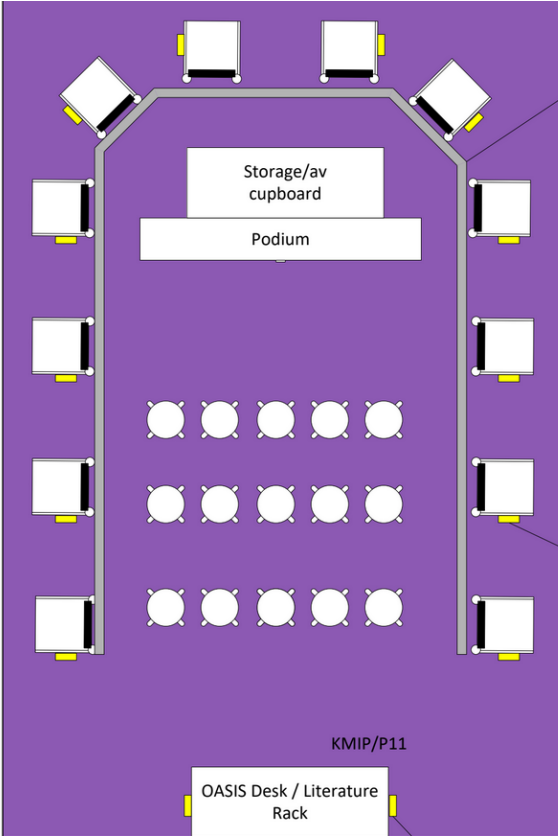 Storage/av
cupboard
Podium
KMIP/P11
OASIS Desk / Literature
Rack